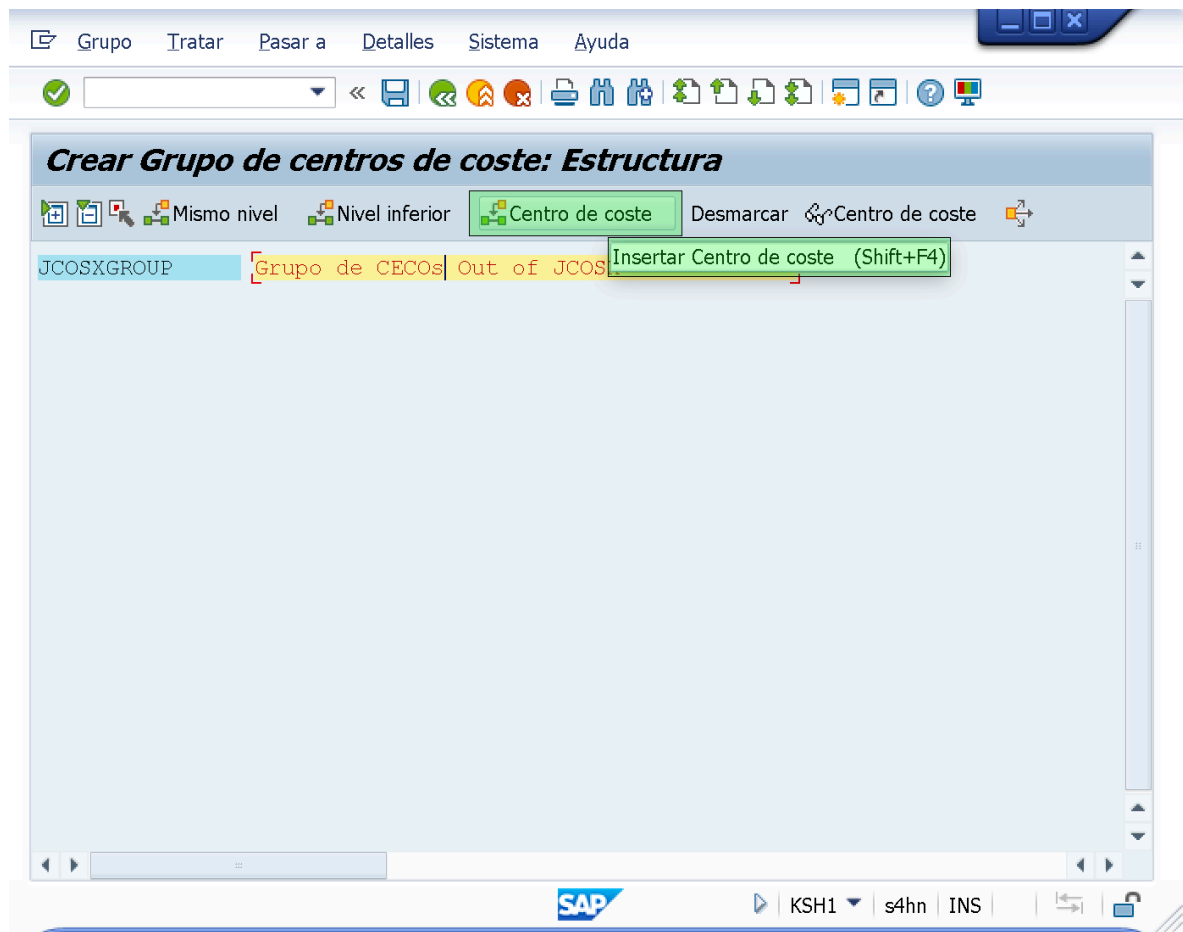 Grupo Tratar Pasar a Detalles Sistema Ayuda
Crear Grupo de centros de coste: Estructura
Mismo nivel Nivel inferior Centro de coste Desmarcar Centro de coste
Insertar Centro de coste (Shift+F4)
JCOSXGROUP Grupo de CECOs Out of JCOS
SAP KSH1 s4hn INS